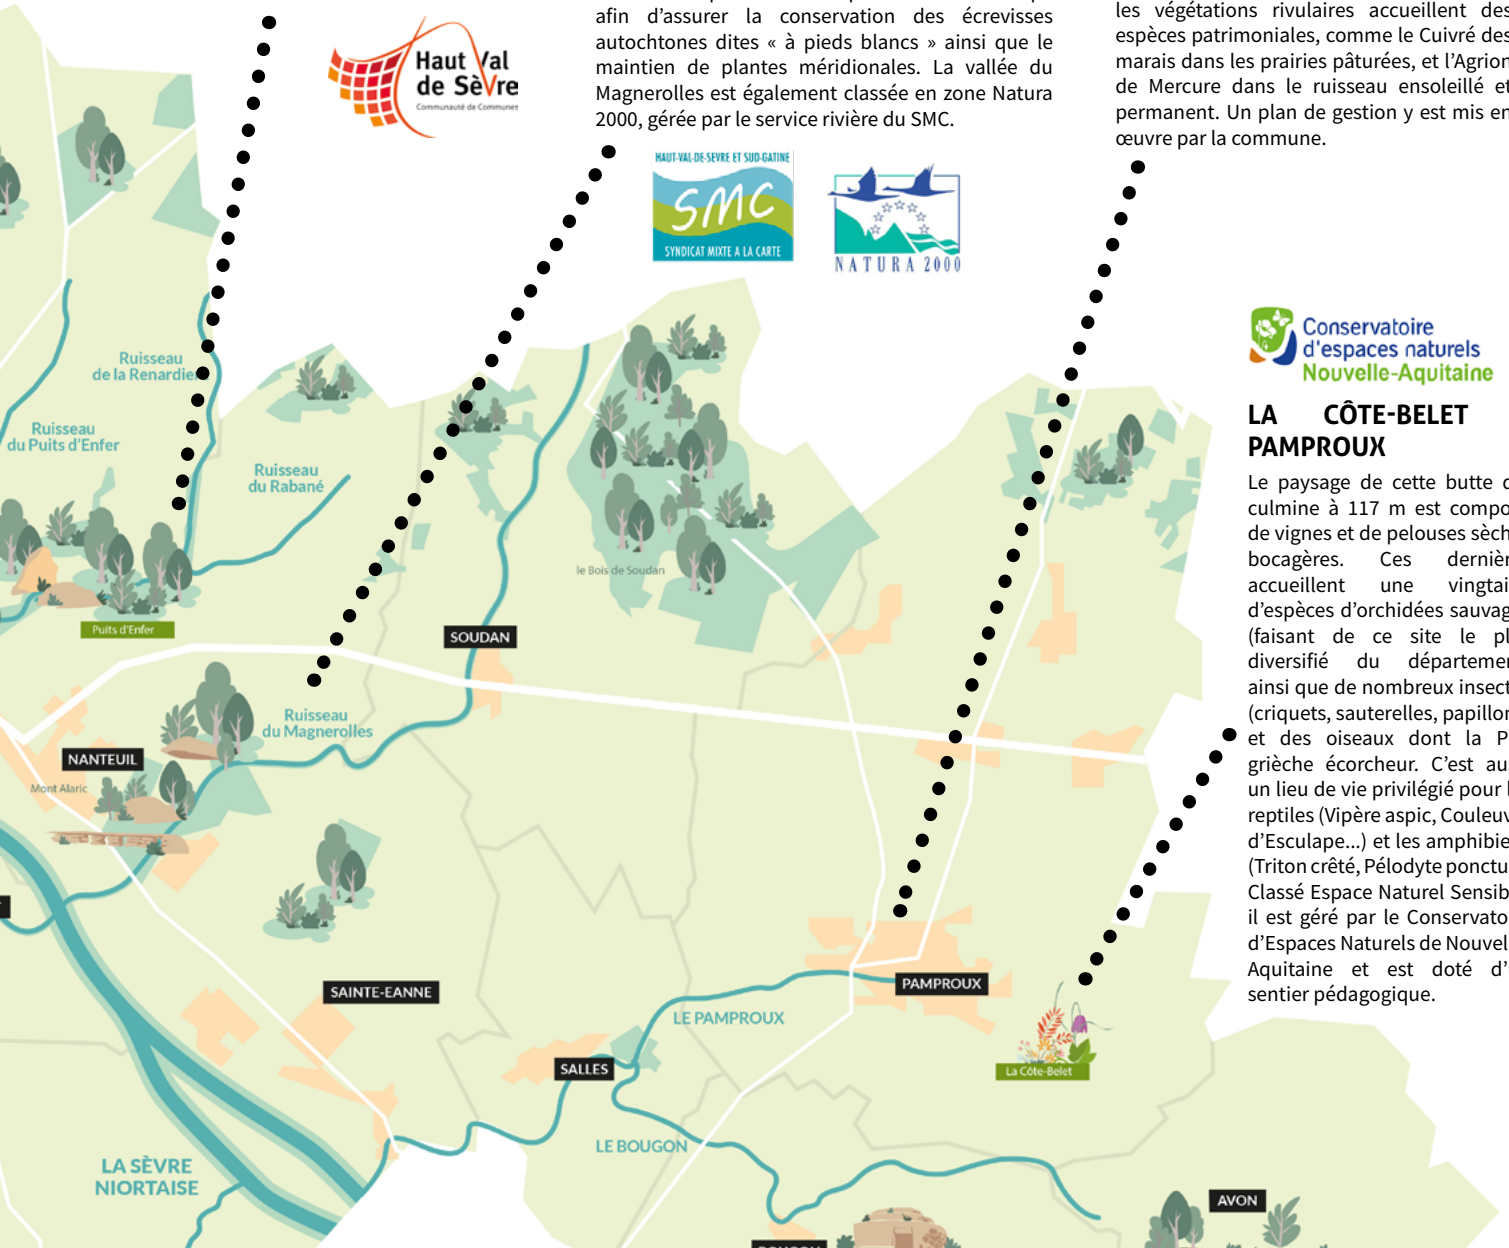 afin d’assurer la conservation des écrevisses
autochtones dites « à pieds blancs » ainsi que le
maintien de plantes méridionales. La vallée du
Magnerolles est également classée en zone Natura
2000, gérée par le service rivière du SMC.
les végétations rivulaires accueillent des
espèces patrimoniales, comme le Cuivré des
marais dans les prairies pâturées, et l’Agrion
de Mercure dans le ruisseau ensoleillé et
permanent. Un plan de gestion y est mis en
œuvre par la commune.
Haut Val
de Sèvre
Communauté de Communes
HAUT-VAL-DE-SEVRE ET SUD-GATINE
SMC
SYNDICAT MIXTE A LA CARTE
NATURA 2000
Conservatoire
d'espaces naturels
Nouvelle-Aquitaine
LA CÔTE-BELET
PAMPROUX
Le paysage de cette butte
culmine à 117 m est compo
de vignes et de pelouses sèch
bocagères. Ces dernièr
accueillent une vingtai
d’espèces d’orchidées sauvag
(faisant de ce site le pl
diversifié du départemen
ainsi que de nombreux insect
(criquets, sauterelles, papillon
et des oiseaux dont la P
grièche écorcheur. C’est au
un lieu de vie privilégié pour l
reptiles (Vipère aspic, Couleuv
d’Esculape...) et les amphibie
(Triton crêté, Pélodyte ponctu
Classé Espace Naturel Sensib
il est géré par le Conservato
d’Espaces Naturels de Nouvel
Aquitaine et est doté d’
sentier pédagogique.
Ruisseau
de la Renardie
Ruisseau
du Puits d'Enfer
Ruisseau
du Rabané
le Bois de Soudan
Puits d'Enfer
SOUDAN
Ruisseau
du Magnerolles
NANTEUIL
Mont Alaric
SAINTE-EANNE
PAMPROUX
LE PAMPROUX
SALLES
La Côte-Belet
LE BOUGON
LA SÈVRE
NIORTAISE
AVON